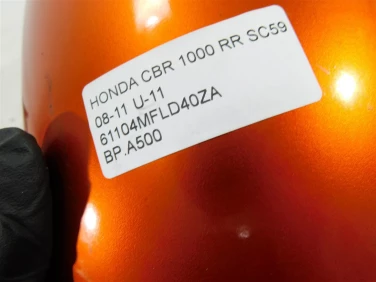 HONDA CBR 1000 RR SC59
08-11 U-11
61104MFLD40ZA
BP.A500